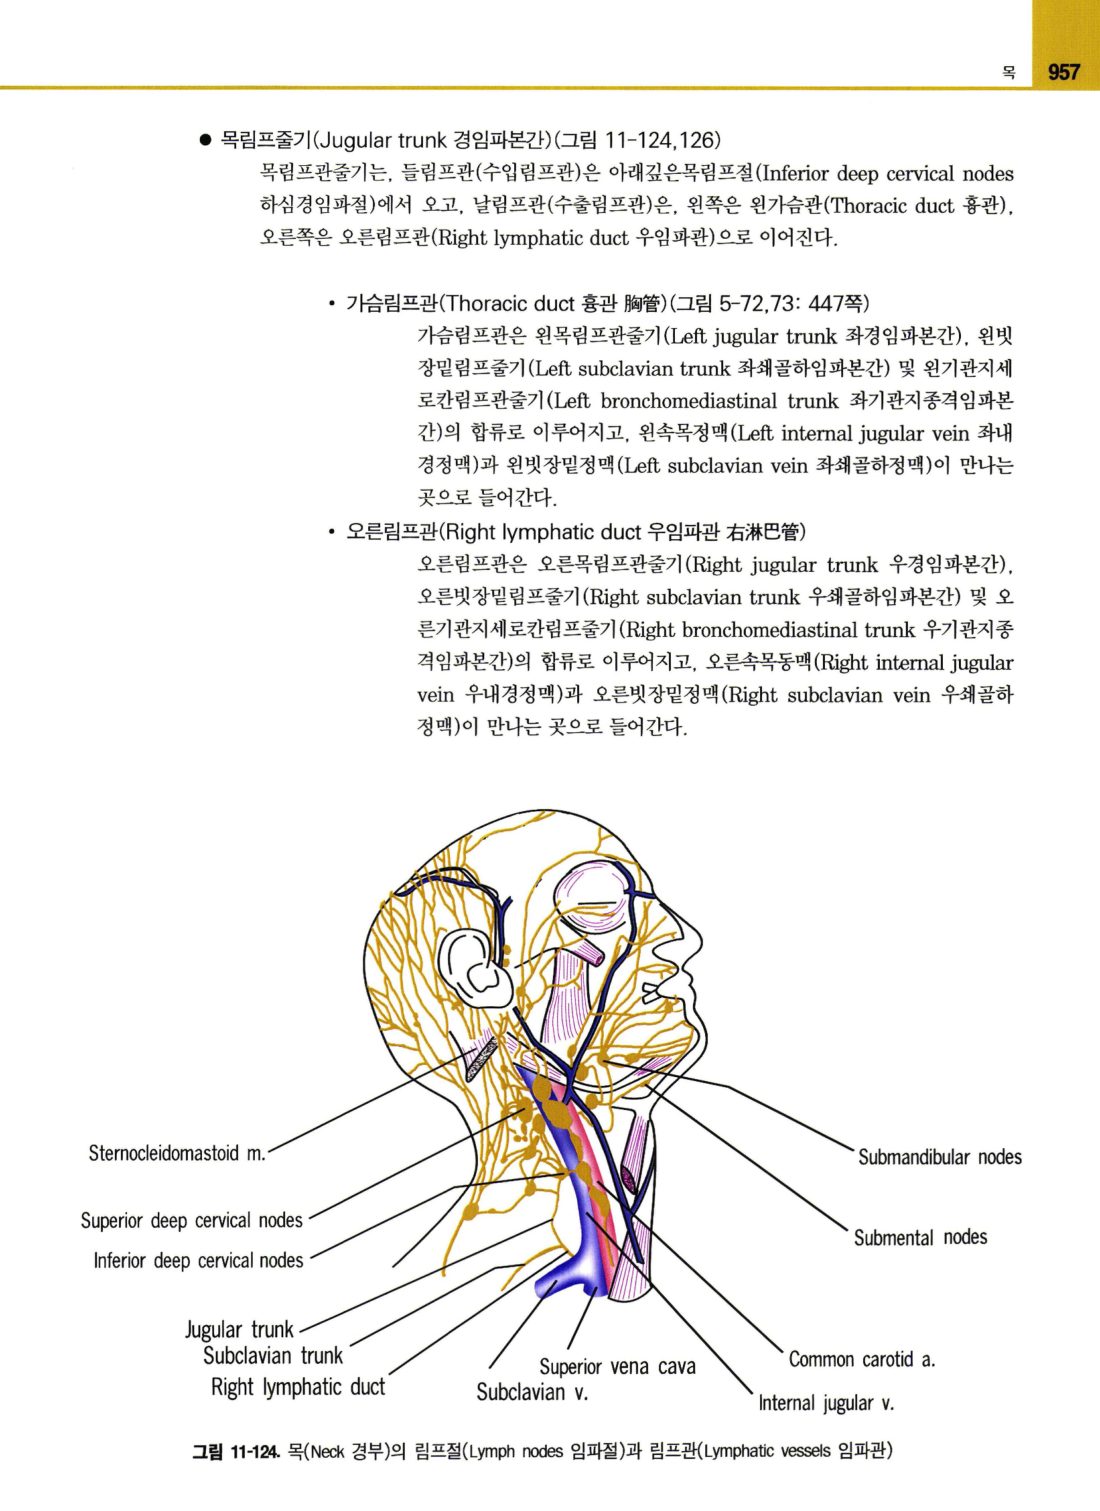 목 957
● 목림프줄기(Jugular trunk 경임파본간)(그림 11-124,126)
목림프관줄기는, 들림프관(수입림프관)은 아래깊은목림프절(Inferior deep cervical nodes
하심경임파절)에서 오고, 날림프관(수출림프관)은, 왼쪽은 왼가슴관(Thoracic duct 흉관),
오른쪽은 오른림프관(Right lymphatic duct 우임파관)으로 이어진다.
• 가슴림프관(Thoracic duct 흉관 胸管)(그림 5-72,73: 447쪽)
가슴림프관은 왼목림프관줄기(Left jugular trunk 좌경임파본간), 왼빗
장밑림프줄기(Left subclavian trunk 좌쇄골하임파본간) 및 왼기관지세
로칸림프관줄기(Left bronchomediastinal trunk 좌기관지종격임파본
간)의 합류로 이루어지고, 왼속목정맥(Left internal jugular vein 좌내
경정맥)과 왼빗장밑정맥(Left subclavian vein 좌쇄골하정맥)이 만나는
곳으로 들어간다.
• 오른림프관(Right lymphatic duct 우임파관 右淋巴管)
오른림프관은 오른목림프관줄기(Right jugular trunk 우경임파본간),
오른빗장밑림프줄기(Right subclavian trunk 우쇄골하임파본간) 및 오
른기관지세로칸림프줄기(Right bronchomediastinal trunk 우기관지종
격임파본간)의 합류로 이루어지고, 오른속목동맥(Right internal jugular
vein 우내경정맥)과 오른빗장밑정맥(Right subclavian vein 우쇄골하
정맥)이 만나는 곳으로 들어간다.
Sternocleidomastoid m.
Submandibular nodes
Superior deep cervical nodes
Submental nodes
Inferior deep cervical nodes
Jugular trunk
Subclavian trunk
Common carotid a.
Superior vena cava
Right lymphatic duct
Subclavian v.
Internal jugular v.
그림 11-124. 목(Neck 경부)의 림프절(Lymph nodes 임파절)과 림프관(Lymphatic vessels 임파관)